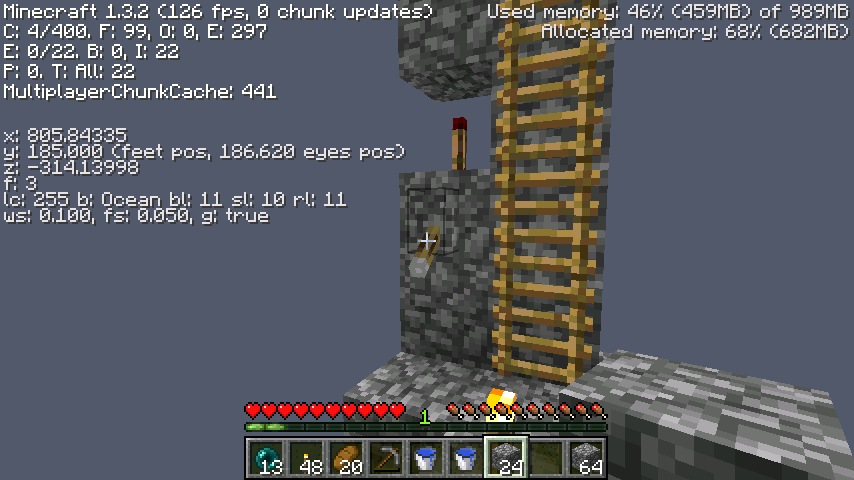 Minecraft 1.3.2 (126 fps, 0 chunk updates)
C: 4/400, F: 99, O: 0, E: 297
E: 0/22, B: 0, I: 22
P: 0, T: All: 22
MultiplayerChunkCache: 441
Used memory: 46% (459MB) of 989MB
Allocated memory: 68% (682MB)
x: 805.84335
y: 185.000 (feet pos, 186.620 eyes pos)
z: -314.13998
f: 3
lc: 255 b: Ocean bl: 11 sl: 10 rl: 11
ws: 0.100, fs: 0.050, g: true
1
13 48 20 24 64